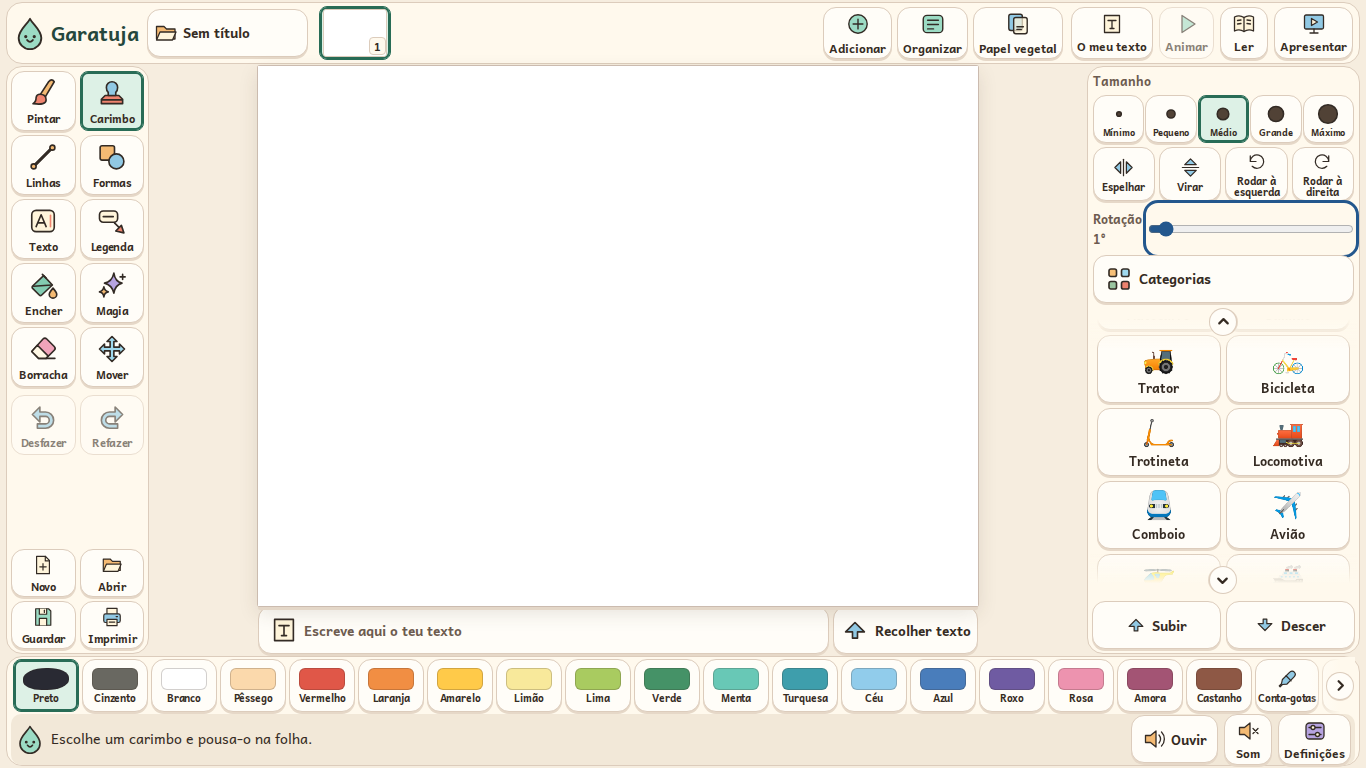 Garatuja
Sem título
1
Adicionar
Organizar
Papel vegetal
O meu texto
Animar
Ler
Apresentar
Pintar
Carimbo
Linhas
Formas
Texto
Legenda
Encher
Magia
Borracha
Mover
Desfazer
Refazer
Novo
Abrir
Guardar
Imprimir
Tamanho
Mínimo
Pequeno
Médio
Grande
Máximo
Espelhar
Virar
Rodar à
esquerda
Rodar à
direita
Rotação
1°
Categorias
Trator
Bicicleta
Trotineta
Locomotiva
Comboio
Avião
Subir
Descer
Escreve aqui o teu texto
Recolher texto
Preto
Cinzento
Branco
Pêssego
Vermelho
Laranja
Amarelo
Limão
Lima
Verde
Menta
Turquesa
Céu
Azul
Roxo
Rosa
Amora
Castanho
Conta-gotas
Escolhe um carimbo e pousa-o na folha.
Ouvir
Som
Definições